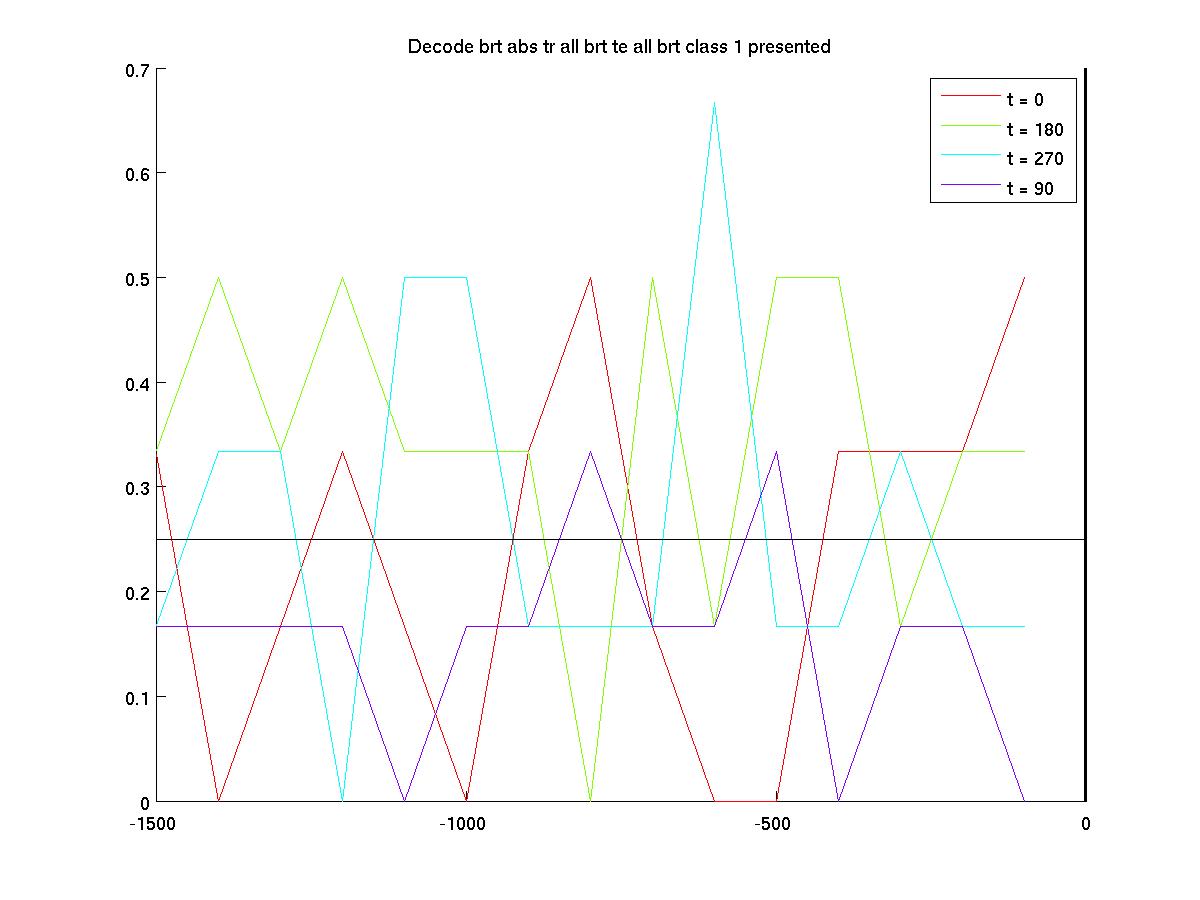 Decode brt abs tr all brt te all brt class 1 presented
0.7
0.6
0.5
0.4
0.3
0.2
0.1
0
-1500
-1000
-500
0
t = 0
t = 180
t = 270
t = 90